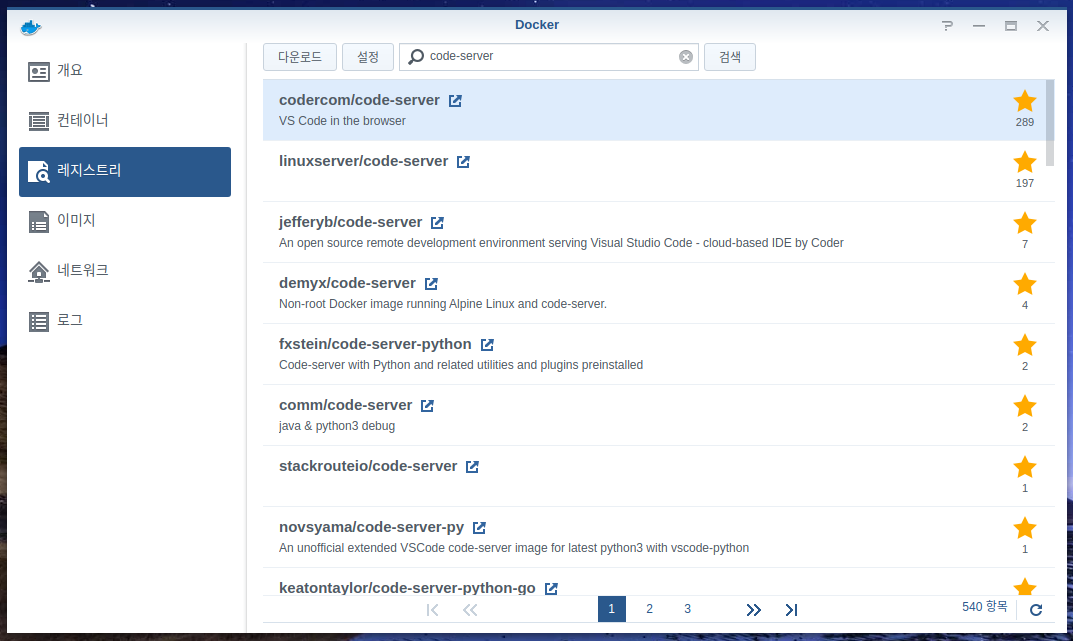 Docker
개요
컨테이너
레지스트리
이미지
네트워크
로그
다운로드 설정 code-server 검색
codercom/code-server
VS Code in the browser
289
linuxserver/code-server
197
jefferyb/code-server
An open source remote development environment serving Visual Studio Code - cloud-based IDE by Coder
7
demyx/code-server
Non-root Docker image running Alpine Linux and code-server.
4
fxstein/code-server-python
Code-server with Python and related utilities and plugins preinstalled
2
comm/code-server
java & python3 debug
2
stackrouteio/code-server
1
novsyama/code-server-py
An unofficial extended VSCode code-server image for latest python3 with vscode-python
1
keatontaylor/code-server-python-go
1 2 3 540 항목